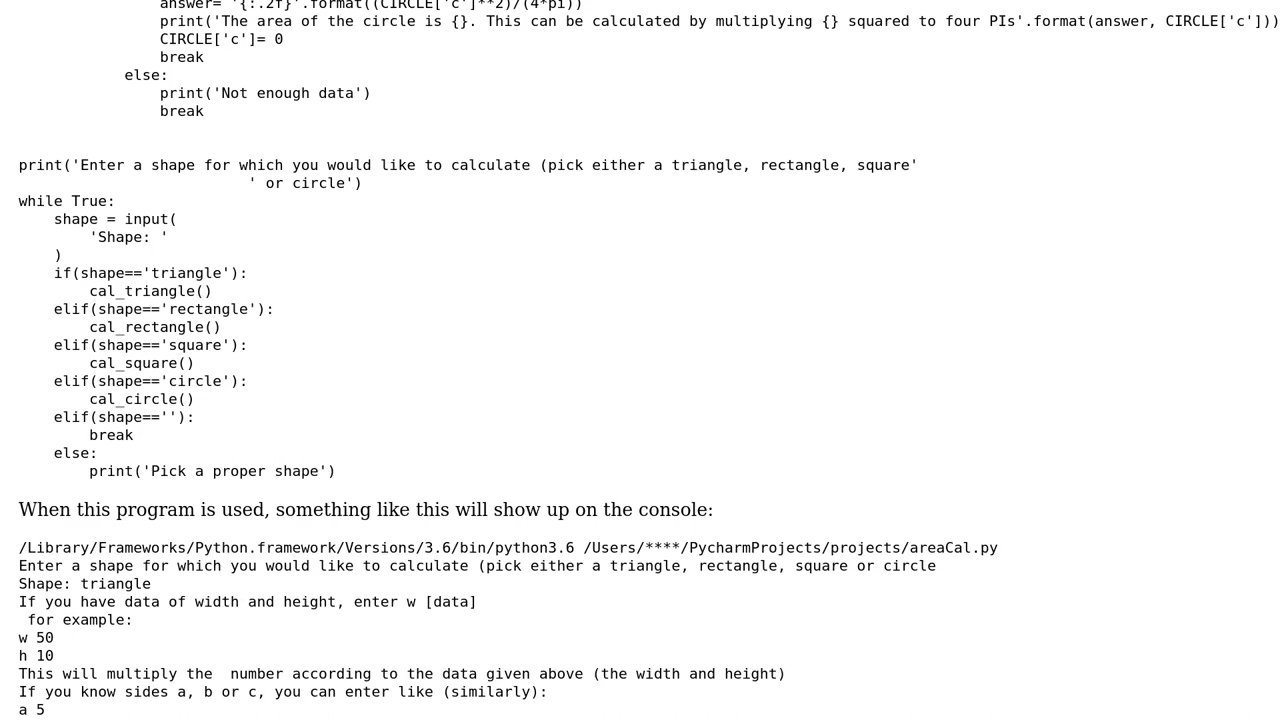 answer= '{:.2f}'.format((CIRCLE['c']**2)/(4*pi))
print('The area of the circle is {}. This can be calculated by multiplying {} squared to four PIs'.format(answer, CIRCLE['c']))
CIRCLE['c']= 0
break
else:
print('Not enough data')
break
print('Enter a shape for which you would like to calculate (pick either a triangle, rectangle, square'
' or circle')
while True:
shape = input(
'Shape: '
)
if(shape=='triangle'):
cal_triangle()
elif(shape=='rectangle'):
cal_rectangle()
elif(shape=='square'):
cal_square()
elif(shape=='circle'):
cal_circle()
elif(shape==''):
break
else:
print('Pick a proper shape')
When this program is used, something like this will show up on the console:
/Library/Frameworks/Python.framework/Versions/3.6/bin/python3.6 /Users/****/PycharmProjects/projects/areaCal.py
Enter a shape for which you would like to calculate (pick either a triangle, rectangle, square or circle
Shape: triangle
If you have data of width and height, enter w [data]
for example:
w 50
h 10
This will multiply the  number according to the data given above (the width and height)
If you know sides a, b or c, you can enter like (similarly):
a 5